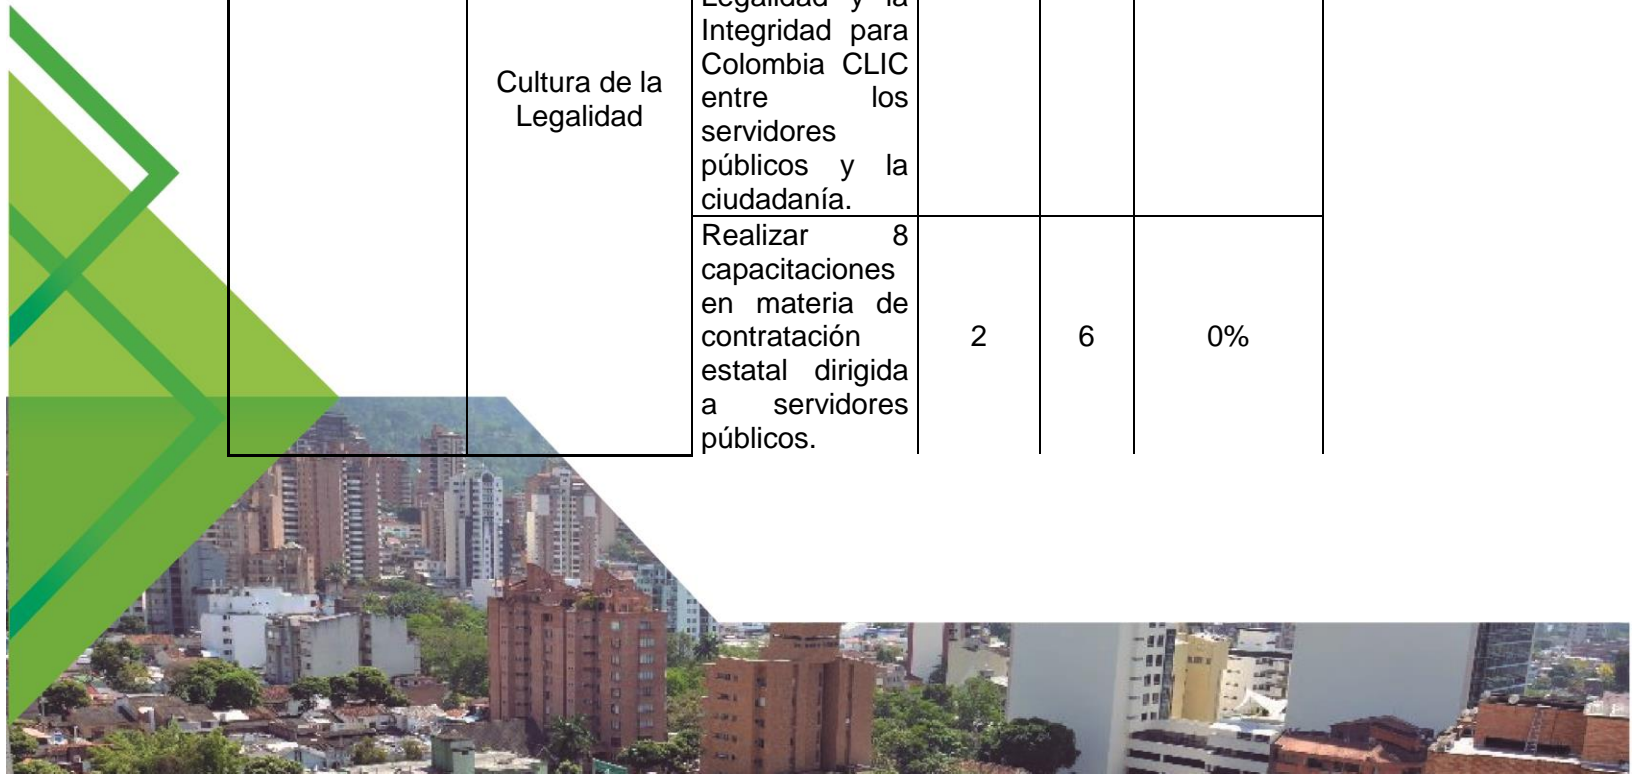 Legalidad y la
Integridad para
Colombia CLIC
entre los
servidores
públicos y la
ciudadanía.
Cultura de la
Legalidad
Realizar 8
capacitaciones
en materia de
contratación
estatal dirigida
a servidores
públicos.
2
6
0%